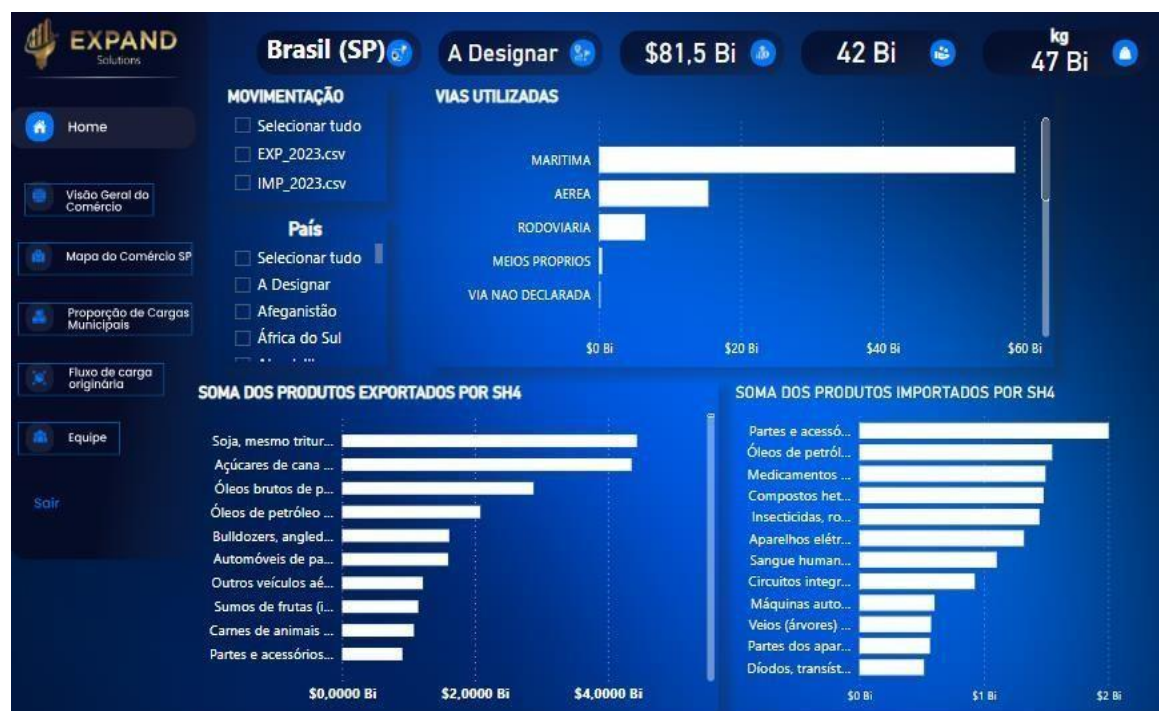 EXPAND
Solutions
Brasil (SP)
A Designar
$81,5 Bi
42 Bi
kg
47 Bi
Home
Visão Geral do
Comércio
Mapa do Comércio SP
Proporção de Cargas
Municipais
Fluxo de carga
originária
Equipe
Sair
MOVIMENTAÇÃO
Selecionar tudo
EXP_2023.csv
IMP_2023.csv
País
Selecionar tudo
A Designar
Afeganistão
África do Sul
VIAS UTILIZADAS
MARITIMA
AEREA
RODOVIARIA
MEIOS PROPRIOS
VIA NAO DECLARADA
$0 Bi
$20 Bi
$40 Bi
$60 Bi
SOMA DOS PRODUTOS EXPORTADOS POR SH4
Soja, mesmo tritur...
Açúcares de cana ...
Óleos brutos de p...
Óleos de petróleo ...
Bulldozers, angled...
Automóveis de pa...
Outros veículos aé...
Sumos de frutas (i...
Carnes de animais ...
Partes e acessórios...
$0,0000 Bi
$2,0000 Bi
$4,0000 Bi
SOMA DOS PRODUTOS IMPORTADOS POR SH4
Partes e acessó...
Óleos de petról...
Medicamentos ...
Compostos het...
Insecticidas, ro...
Aparelhos elétr...
Sangue human...
Circuitos integr...
Máquinas auto...
Veios (árvores) ...
Partes dos apar...
Díodos, transíst...
$0 Bi
$1 Bi
$2 Bi